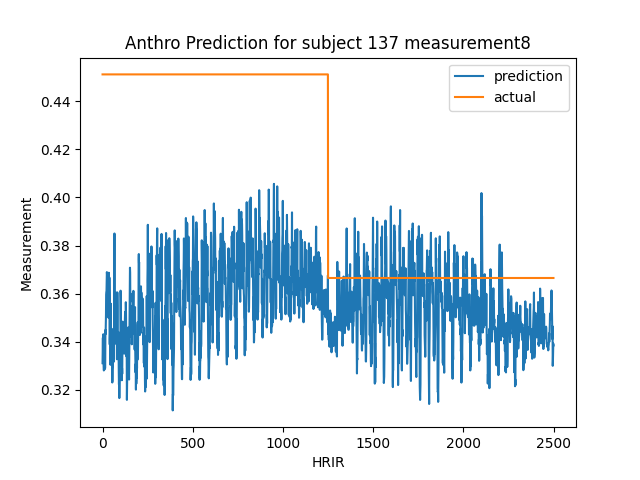 Anthro Prediction for subject 137 measurement8
prediction
actual
0.44
0.42
0.40
0.38
0.36
0.34
0.32
Measurement
0
500
1000
1500
2000
2500
HRIR